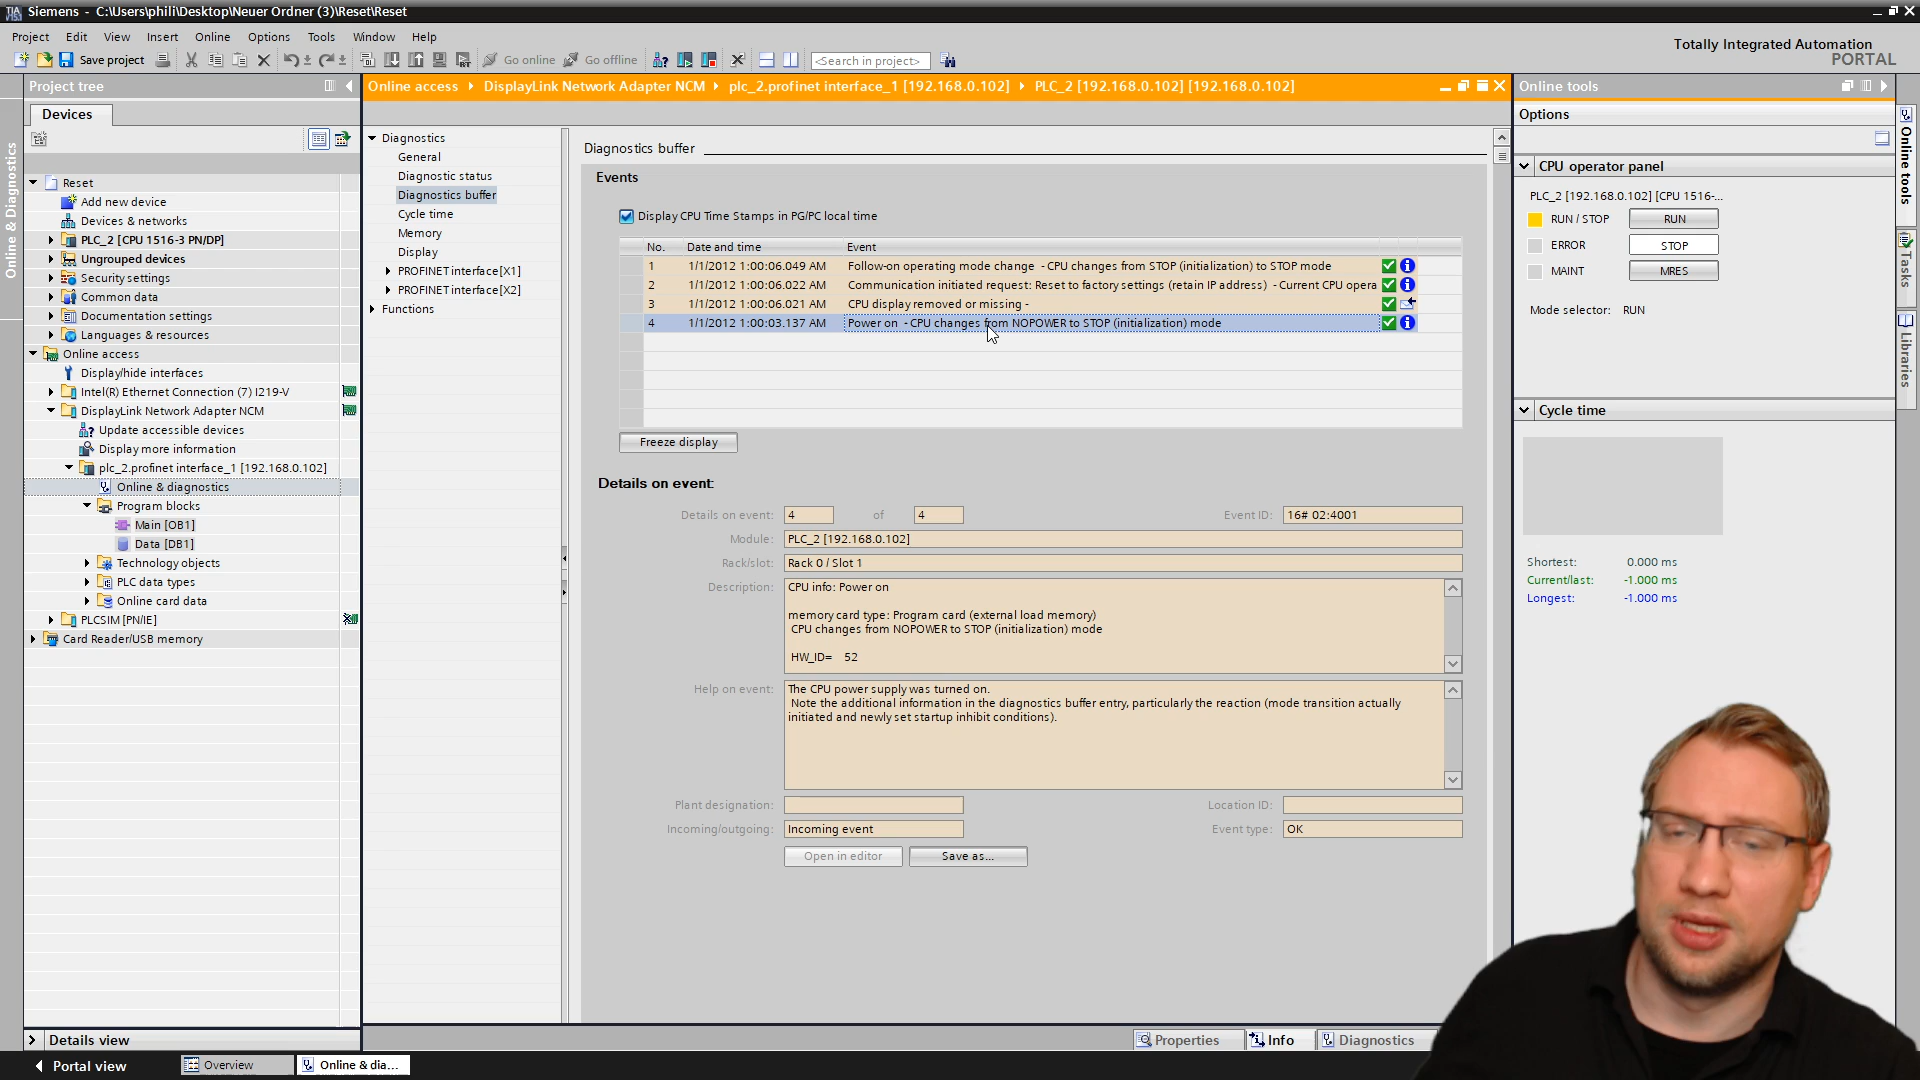 Siemens - C:\Users\phili\Desktop\Neuer Ordner (3)\Reset\Reset
Project Edit View Insert Online Options Tools Window Help
Totally Integrated Automation
PORTAL
Save project Go online Go offline <Search in project>
Project tree
Online access DisplayLink Network Adapter NCM plc_2.profinet interface_1 [192.168.0.102] PLC_2 [192.168.0.102] [192.168.0.102]
Online tools
Devices
Options
Online & Diagnostics
Reset
Add new device
Devices & networks
PLC_2 [CPU 1516-3 PN/DP]
Ungrouped devices
Security settings
Common data
Documentation settings
Languages & resources
Online access
Display/hide interfaces
Intel(R) Ethernet Connection (7) I219-V
DisplayLink Network Adapter NCM
Update accessible devices
Display more information
plc_2.profinet interface_1 [192.168.0.102]
Online & diagnostics
Program blocks
Main [OB1]
Data [DB1]
Technology objects
PLC data types
Online card data
PLCSIM [PN/IE]
Card Reader/USB memory
Details view
Diagnostics
General
Diagnostic status
Diagnostics buffer
Cycle time
Memory
Display
PROFINET interface[X1]
PROFINET interface[X2]
Functions
Diagnostics buffer
Events
Display CPU Time Stamps in PG/PC local time
No. Date and time Event
1 1/1/2012 1:00:06.049 AM Follow-on operating mode change - CPU changes from STOP (initialization) to STOP mode
2 1/1/2012 1:00:06.022 AM Communication initiated request: Reset to factory settings (retain IP address) - Current CPU opera
3 1/1/2012 1:00:06.021 AM CPU display removed or missing -
4 1/1/2012 1:00:03.137 AM Power on - CPU changes from NOPOWER to STOP (initialization) mode
Freeze display
Details on event:
Details on event: 4 of 4 Event ID: 16# 02:4001
Module: PLC_2 [192.168.0.102]
Rack/slot: Rack 0 / Slot 1
Description: CPU info: Power on
memory card type: Program card (external load memory)
CPU changes from NOPOWER to STOP (initialization) mode
HW_ID= 52
Help on event: The CPU power supply was turned on.
Note the additional information in the diagnostics buffer entry, particularly the reaction (mode transition actually
initiated and newly set startup inhibit conditions).
Plant designation: Location ID:
Incoming/outgoing: Incoming event Event type: OK
Open in editor Save as...
CPU operator panel
PLC_2 [192.168.0.102] [CPU 1516-...
RUN / STOP RUN
ERROR STOP
MAINT MRES
Mode selector: RUN
Cycle time
Shortest: 0.000 ms
Current/last: -1.000 ms
Longest: -1.000 ms
Online tools
Tasks
Libraries
Properties Info Diagnostics
Portal view Overview Online & dia...